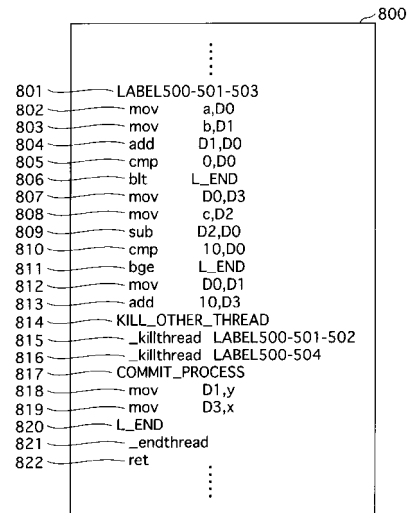 800
801 LABEL500-501-503
802 mov a,D0
803 mov b,D1
804 add D1,D0
805 cmp 0,D0
806 blt L_END
807 mov D0,D3
808 mov c,D2
809 sub D2,D0
810 cmp 10,D0
811 bge L_END
812 mov D0,D1
813 add 10,D3
814 KILL_OTHER_THREAD
815 _killthread LABEL500-501-502
816 _killthread LABEL500-504
817 COMMIT_PROCESS
818 mov D1,y
819 mov D3,x
820 L_END
821 _endthread
822 ret